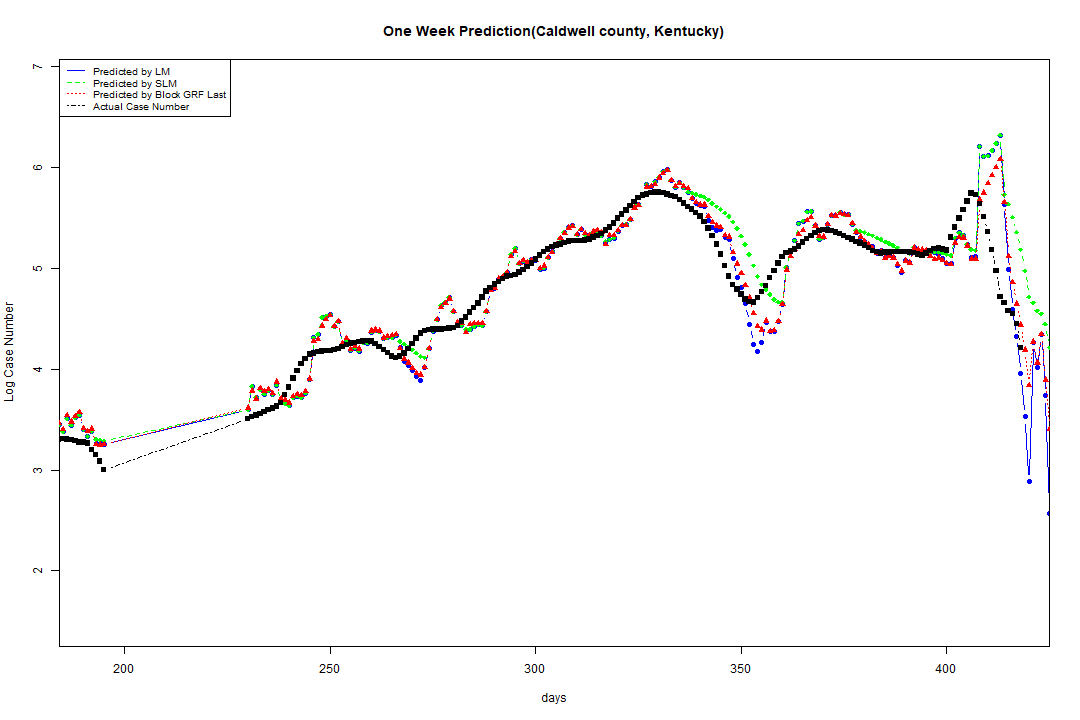 One Week Prediction(Caldwell county, Kentucky)
Predicted by LM
Predicted by SLM
Predicted by Block GRF Last
Actual Case Number
7
6
5
4
3
2
Log Case Number
200 250 300 350 400
days